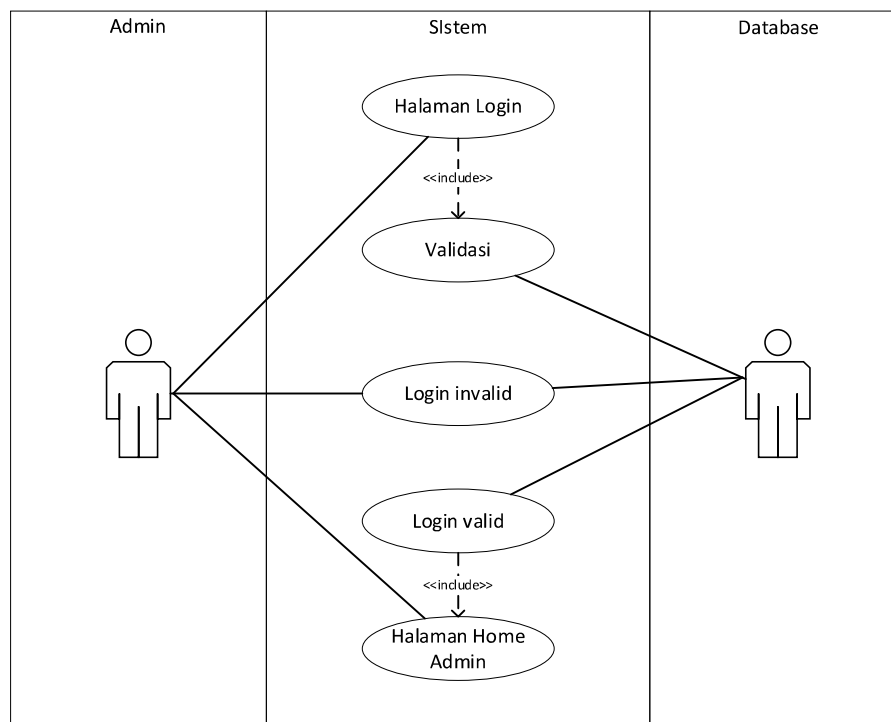 Admin
SIstem
Database
Halaman Login
<<include>>
Validasi
Login invalid
Login valid
<<include>>
Halaman Home
Admin